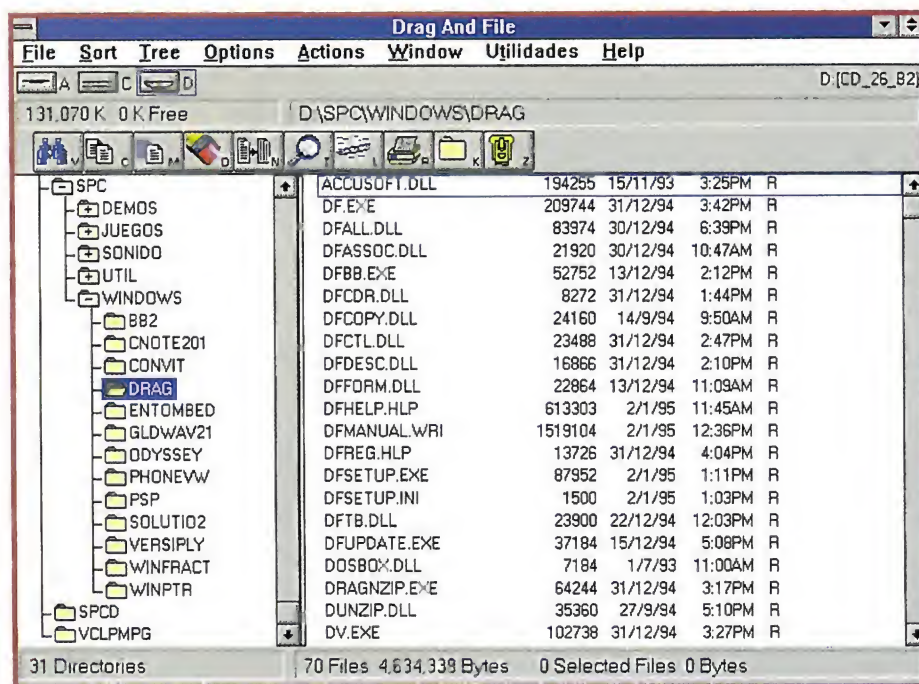 Drag And File
File Sort Tree Options Actions Window Utilidades Help
A C D D:[CD_26_B2]
131,070 K 0 K Free D:\SPC\WINDOWS\DRAG
V C M D N I L R K Z
SPC
DEMOS
JUEGOS
SONIDO
UTIL
WINDOWS
BB2
CNOTE201
CONVIT
DRAG
ENTOMBED
GLDWAV21
ODYSSEY
PHONEVW
PSP
SOLUTIO2
VERSIPLY
WINFRACT
WINPTR
SPCD
VCLPMPG
ACCUSOFT.DLL 194255 15/11/93 3:25PM R
DF.EXE 209744 31/12/94 3:42PM R
DFALL.DLL 83974 30/12/94 6:39PM R
DFASSOC.DLL 21920 30/12/94 10:47AM R
DFBB.EXE 52752 13/12/94 2:12PM R
DFCDR.DLL 8272 31/12/94 1:44PM R
DFCOPY.DLL 24160 14/9/94 9:50AM R
DFCTL.DLL 23488 31/12/94 2:47PM R
DFDESC.DLL 16866 31/12/94 2:10PM R
DFFORM.DLL 22864 13/12/94 11:09AM R
DFHELP.HLP 613303 2/1/95 11:45AM R
DFMANUAL.WRI 1519104 2/1/95 12:36PM R
DFREG.HLP 13726 31/12/94 4:04PM R
DFSETUP.EXE 87952 2/1/95 1:11PM R
DFSETUP.INI 1500 2/1/95 1:03PM R
DFTB.DLL 23900 22/12/94 12:03PM R
DFUPDATE.EXE 37184 15/12/94 5:08PM R
DOSBOX.DLL 7184 1/7/93 11:00AM R
DRAGNZIP.EXE 64244 31/12/94 3:17PM R
DUNZIP.DLL 35360 27/9/94 5:10PM R
DV.EXE 102738 31/12/94 3:27PM R
31 Directories 70 Files 4,634,339 Bytes 0 Selected Files 0 Bytes